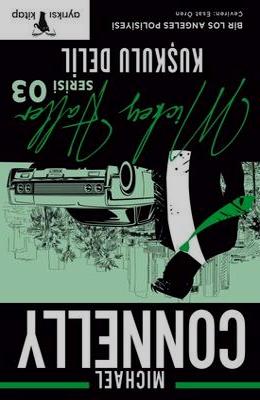 MICHAEL
CONNELLY
Mickey Haller
SERİSİ
03
KUŞKULU DELİL
BİR LOS ANGELES POLİSİYESİ
Çeviren: Esat Ören
ayrıksı kitap